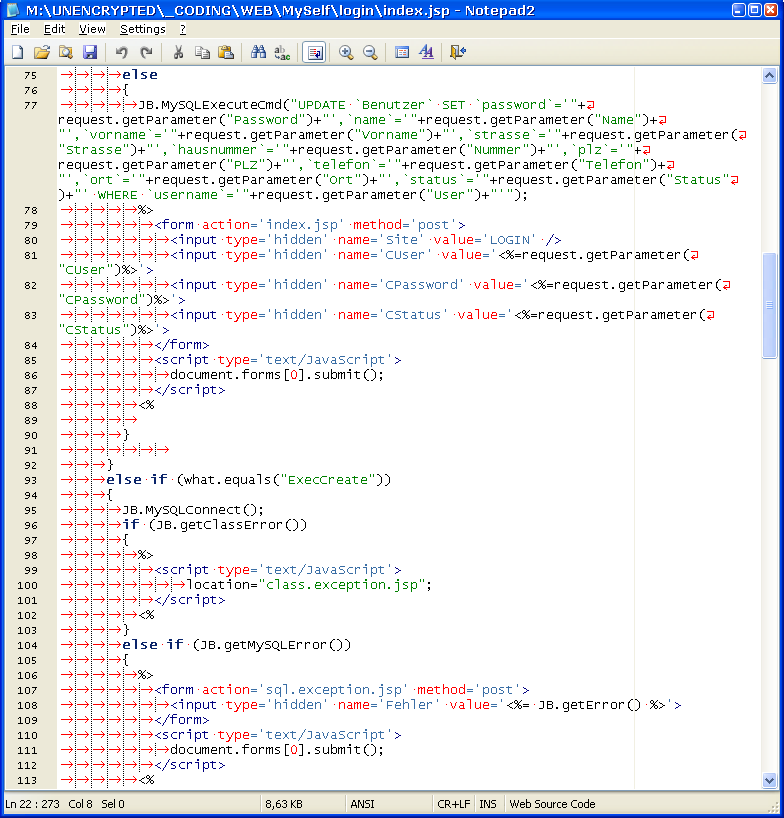 M:\UNENCRYPTED\_CODING\WEB\MySelf\login\index.jsp - Notepad2
File Edit View Settings ?
75 else
76 {
77 JB.MySQLExecuteCmd("UPDATE `Benutzer` SET `password`='"+
request.getParameter("Password")+"',`name`='"+request.getParameter("Name")+
"',`vorname`='"+request.getParameter("Vorname")+"',`strasse`='"+request.getParameter(
"Strasse")+"',`hausnummer`='"+request.getParameter("Nummer")+"',`plz`='"+
request.getParameter("PLZ")+"',`telefon`='"+request.getParameter("Telefon")+
"',`ort`='"+request.getParameter("Ort")+"',`status`='"+request.getParameter("Status"
)+"' WHERE `username`='"+request.getParameter("User")+"'");
78 %>
79 <form action='index.jsp' method='post'>
80 <input type='hidden' name='Site' value='LOGIN' />
81 <input type='hidden' name='CUser' value='<%=request.getParameter(
"CUser")%>'>
82 <input type='hidden' name='CPassword' value='<%=request.getParameter(
"CPassword")%>'>
83 <input type='hidden' name='CStatus' value='<%=request.getParameter(
"CStatus")%>'>
84 </form>
85 <script type='text/JavaScript'>
86 document.forms[0].submit();
87 </script>
88 <%
89
90 }
91
92 }
93 else if (what.equals("ExecCreate"))
94 {
95 JB.MySQLConnect();
96 if (JB.getClassError())
97 {
98 %>
99 <script type='text/JavaScript'>
100 location="class.exception.jsp";
101 </script>
102 <%
103 }
104 else if (JB.getMySQLError())
105 {
106 %>
107 <form action='sql.exception.jsp' method='post'>
108 <input type='hidden' name='Fehler' value='<%= JB.getError() %>'>
109 </form>
110 <script type='text/JavaScript'>
111 document.forms[0].submit();
112 </script>
113 <%
Ln 22 : 273 Col 8 Sel 0 8,63 KB ANSI CR+LF INS Web Source Code